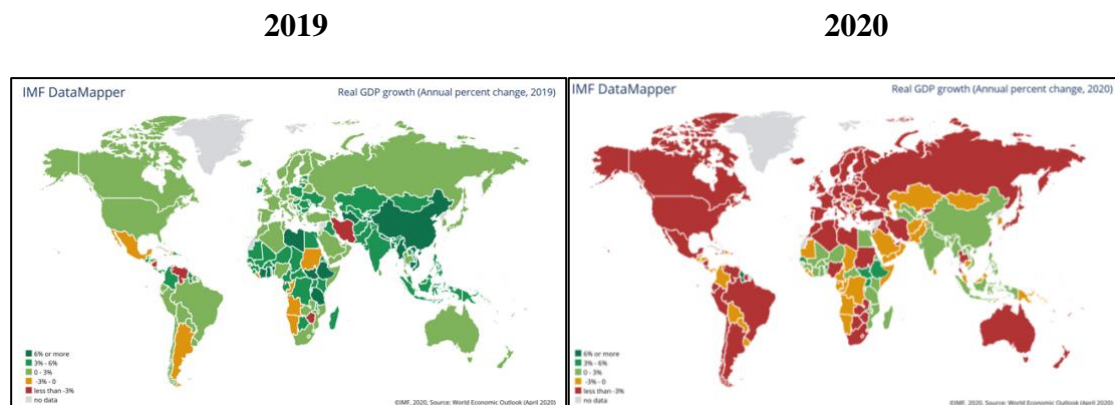 2019
2020
IMF DataMapper
Real GDP growth (Annual percent change, 2019)
6% or more
3% - 6%
0 - 3%
-3% - 0
less than -3%
no data
©IMF, 2020, Source: World Economic Outlook (April 2020)
IMF DataMapper
Real GDP growth (Annual percent change, 2020)
6% or more
3% - 6%
0 - 3%
-3% - 0
less than -3%
no data
©IMF, 2020, Source: World Economic Outlook (April 2020)